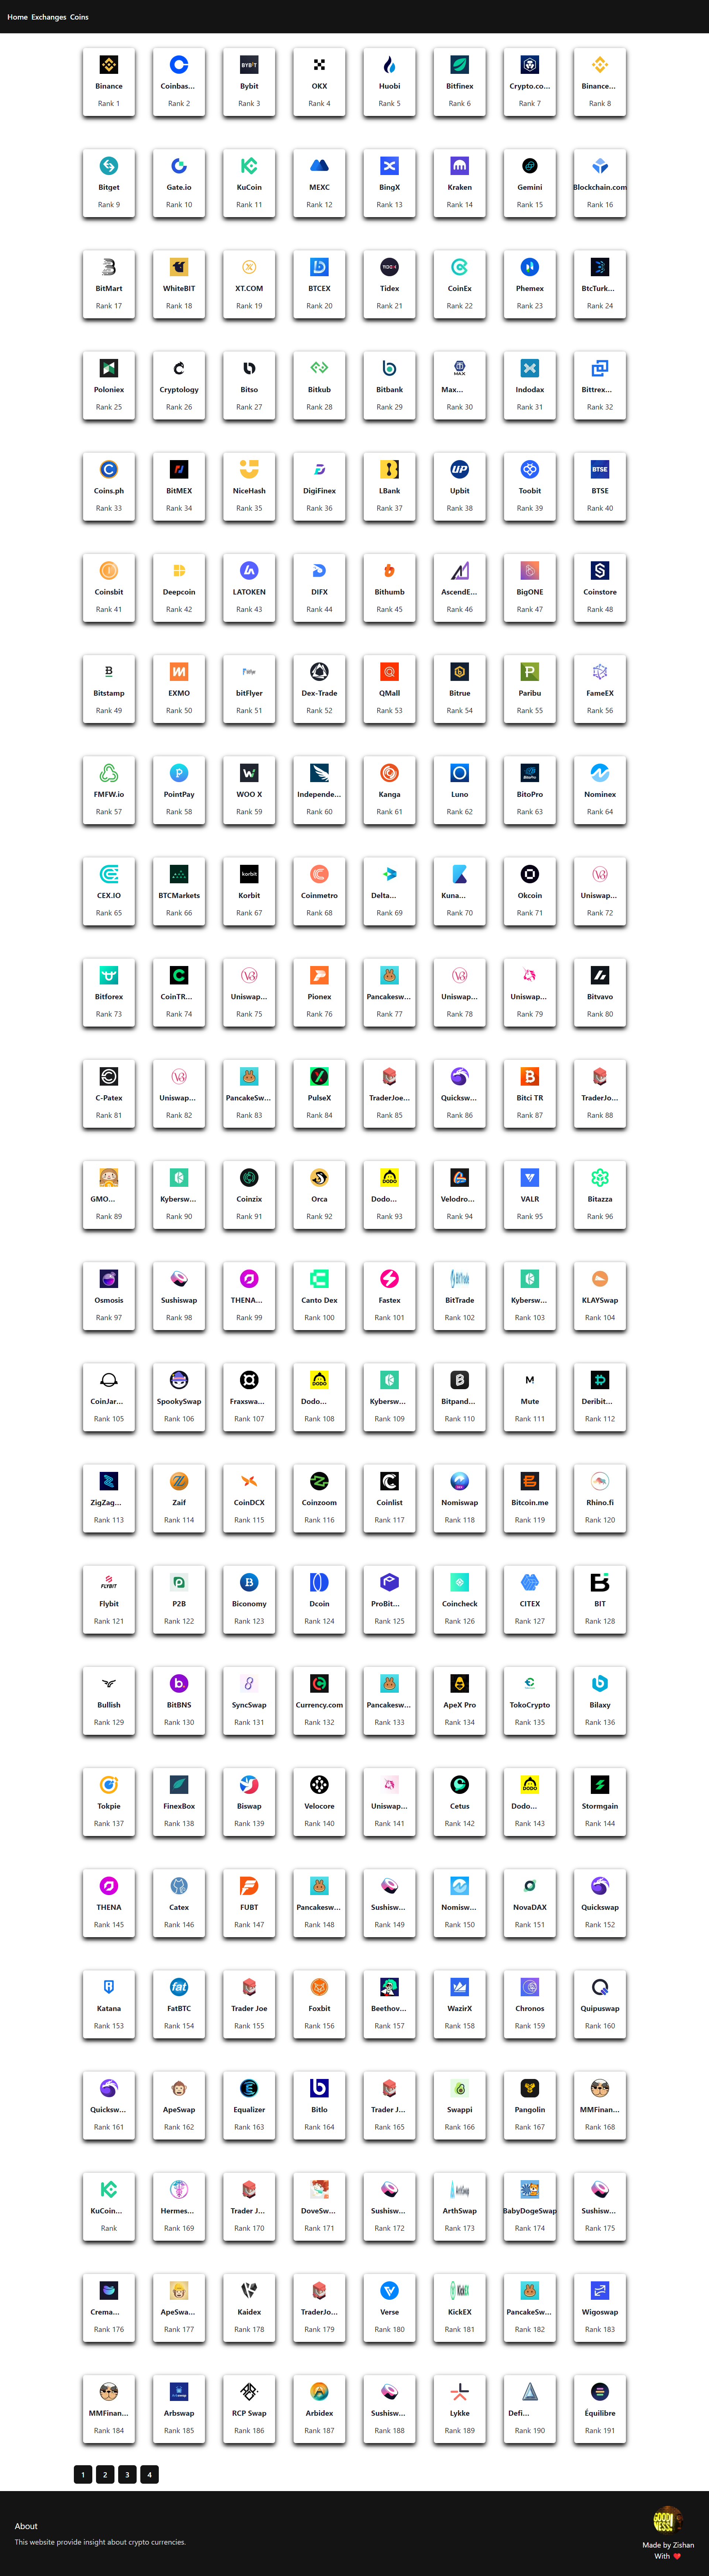 Home Exchanges Coins
Binance Coinbas... Bybit OKX Huobi Bitfinex Crypto.co... Binance...
Rank 1 Rank 2 Rank 3 Rank 4 Rank 5 Rank 6 Rank 7 Rank 8
Bitget Gate.io KuCoin MEXC BingX Kraken Gemini Blockchain.com
Rank 9 Rank 10 Rank 11 Rank 12 Rank 13 Rank 14 Rank 15 Rank 16
BitMart WhiteBIT XT.COM BTCEX Tidex CoinEx Phemex BtcTurk...
Rank 17 Rank 18 Rank 19 Rank 20 Rank 21 Rank 22 Rank 23 Rank 24
Poloniex Cryptology Bitso Bitkub Bitbank Max... Indodax Bittrex...
Rank 25 Rank 26 Rank 27 Rank 28 Rank 29 Rank 30 Rank 31 Rank 32
Coins.ph BitMEX NiceHash DigiFinex LBank Upbit Toobit BTSE
Rank 33 Rank 34 Rank 35 Rank 36 Rank 37 Rank 38 Rank 39 Rank 40
Coinsbit Deepcoin LATOKEN DIFX Bithumb AscendE... BigONE Coinstore
Rank 41 Rank 42 Rank 43 Rank 44 Rank 45 Rank 46 Rank 47 Rank 48
Bitstamp EXMO bitFlyer Dex-Trade QMall Bitrue Paribu FameEX
Rank 49 Rank 50 Rank 51 Rank 52 Rank 53 Rank 54 Rank 55 Rank 56
FMFW.io PointPay WOO X Independe... Kanga Luno BitoPro Nominex
Rank 57 Rank 58 Rank 59 Rank 60 Rank 61 Rank 62 Rank 63 Rank 64
CEX.IO BTCMarkets Korbit Coinmetro Delta... Kuna... Okcoin Uniswap...
Rank 65 Rank 66 Rank 67 Rank 68 Rank 69 Rank 70 Rank 71 Rank 72
Bitforex CoinTR... Uniswap... Pionex Pancakesw... Uniswap... Uniswap... Bitvavo
Rank 73 Rank 74 Rank 75 Rank 76 Rank 77 Rank 78 Rank 79 Rank 80
C-Patex Uniswap... PancakeSw... PulseX TraderJoe... Quicksw... Bitci TR TraderJo...
Rank 81 Rank 82 Rank 83 Rank 84 Rank 85 Rank 86 Rank 87 Rank 88
GMO... Kybersw... Coinzix Orca Dodo... Velodro... VALR Bitazza
Rank 89 Rank 90 Rank 91 Rank 92 Rank 93 Rank 94 Rank 95 Rank 96
Osmosis Sushiswap THENA... Canto Dex Fastex BitTrade Kybersw... KLAYSwap
Rank 97 Rank 98 Rank 99 Rank 100 Rank 101 Rank 102 Rank 103 Rank 104
CoinJar... SpookySwap Fraxswa... Dodo... Kybersw... Bitpand... Mute Deribit...
Rank 105 Rank 106 Rank 107 Rank 108 Rank 109 Rank 110 Rank 111 Rank 112
ZigZag... Zaif CoinDCX Coinzoom Coinlist Nomiswap Bitcoin.me Rhino.fi
Rank 113 Rank 114 Rank 115 Rank 116 Rank 117 Rank 118 Rank 119 Rank 120
Flybit P2B Biconomy Dcoin ProBit... Coincheck CITEX BIT
Rank 121 Rank 122 Rank 123 Rank 124 Rank 125 Rank 126 Rank 127 Rank 128
Bullish BitBNS SyncSwap Currency.com Pancakesw... ApeX Pro TokoCrypto Bilaxy
Rank 129 Rank 130 Rank 131 Rank 132 Rank 133 Rank 134 Rank 135 Rank 136
Tokpie FinexBox Biswap Velocore Uniswap... Cetus Dodo... Stormgain
Rank 137 Rank 138 Rank 139 Rank 140 Rank 141 Rank 142 Rank 143 Rank 144
THENA Catex FUBT Pancakesw... Sushisw... Nomisw... NovaDAX Quickswap
Rank 145 Rank 146 Rank 147 Rank 148 Rank 149 Rank 150 Rank 151 Rank 152
Katana FatBTC Trader Joe Foxbit Beethov... WazirX Chronos Quipuswap
Rank 153 Rank 154 Rank 155 Rank 156 Rank 157 Rank 158 Rank 159 Rank 160
Quicksw... ApeSwap Equalizer Bitlo Trader J... Swappi Pangolin MMFinan...
Rank 161 Rank 162 Rank 163 Rank 164 Rank 165 Rank 166 Rank 167 Rank 168
KuCoin... Hermes... Trader J... DoveSw... Sushisw... ArthSwap BabyDogeSwap Sushisw...
Rank Rank 169 Rank 170 Rank 171 Rank 172 Rank 173 Rank 174 Rank 175
Crema... ApeSwa... Kaidex TraderJo... Verse KickEX PancakeSw... Wigoswap
Rank 176 Rank 177 Rank 178 Rank 179 Rank 180 Rank 181 Rank 182 Rank 183
MMFinan... Arbswap RCP Swap Arbidex Sushisw... Lykke Defi... Équilibre
Rank 184 Rank 185 Rank 186 Rank 187 Rank 188 Rank 189 Rank 190 Rank 191
1 2 3 4
About
This website provide insight about crypto currencies.
Made by Zishan
With ❤️